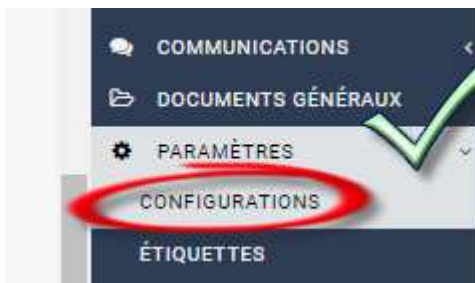 COMMUNICATIONS
DOCUMENTS GÉNÉRAUX
PARAMÈTRES
CONFIGURATIONS
ÉTIQUETTES